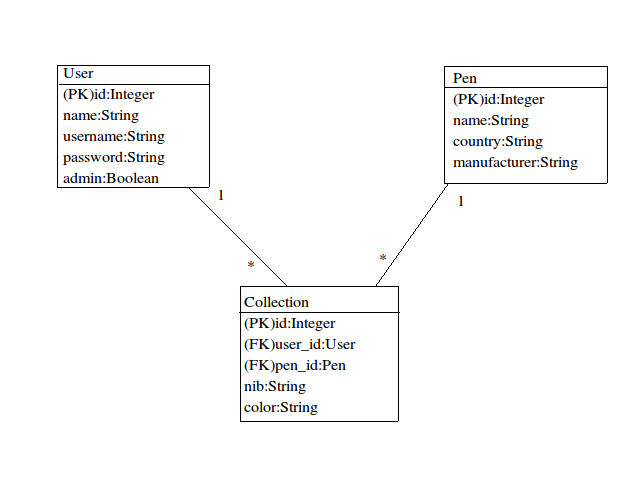 User
(PK)id:Integer
name:String
username:String
password:String
admin:Boolean
1
*
Pen
(PK)id:Integer
name:String
country:String
manufacturer:String
1
*
Collection
(PK)id:Integer
(FK)user_id:User
(FK)pen_id:Pen
nib:String
color:String